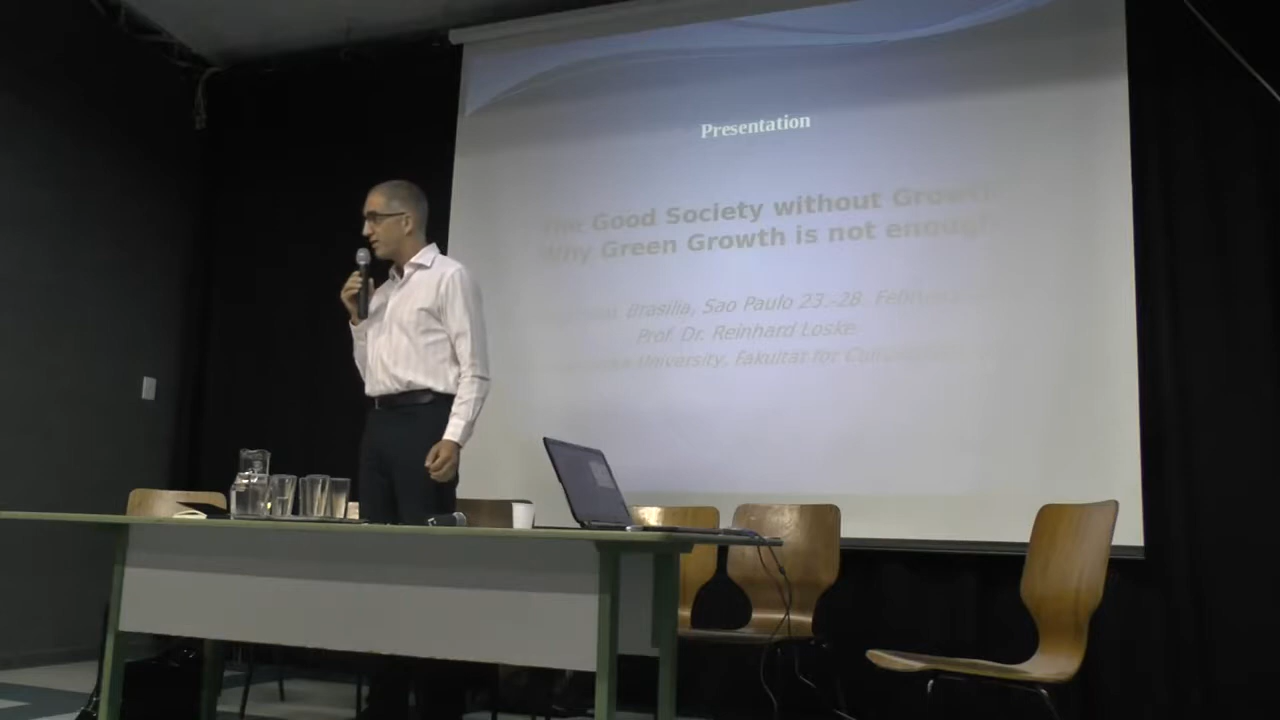 Presentation
The Good Society without Growth
Why Green Growth is not enough
Brasilia, Sao Paulo 23.-28. February
Prof. Dr. Reinhard Loske
University, Fakultät for